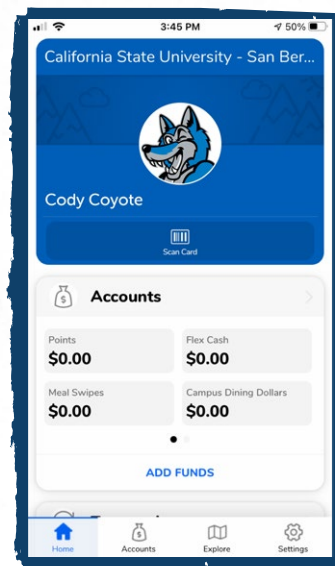 3:45 PM
50%
California State University - San Ber...
Cody Coyote
Scan Card
Accounts
Points
$0.00
Flex Cash
$0.00
Meal Swipes
$0.00
Campus Dining Dollars
$0.00
ADD FUNDS
Home
Accounts
Explore
Settings